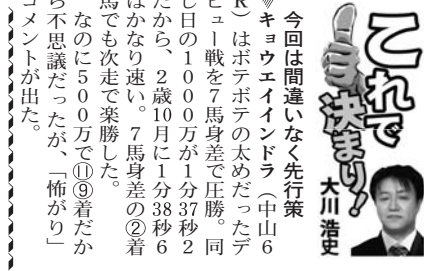 これで
決まり!
大川 浩史
今回は間違いなく先行策
≫キョウエイインドラ(中山6
R)はボテボテの太めだったデ
ビュー戦を7馬身差で圧勝。同
じ日の1000万が1分37秒2
だから、2歳10月に1分38秒6
はかなり速い。7馬身差の②着
馬でも次走で楽勝した。
なのに500万で⑪⑨着だか
ら不思議だったが、「怖がり」
コメントが出た。